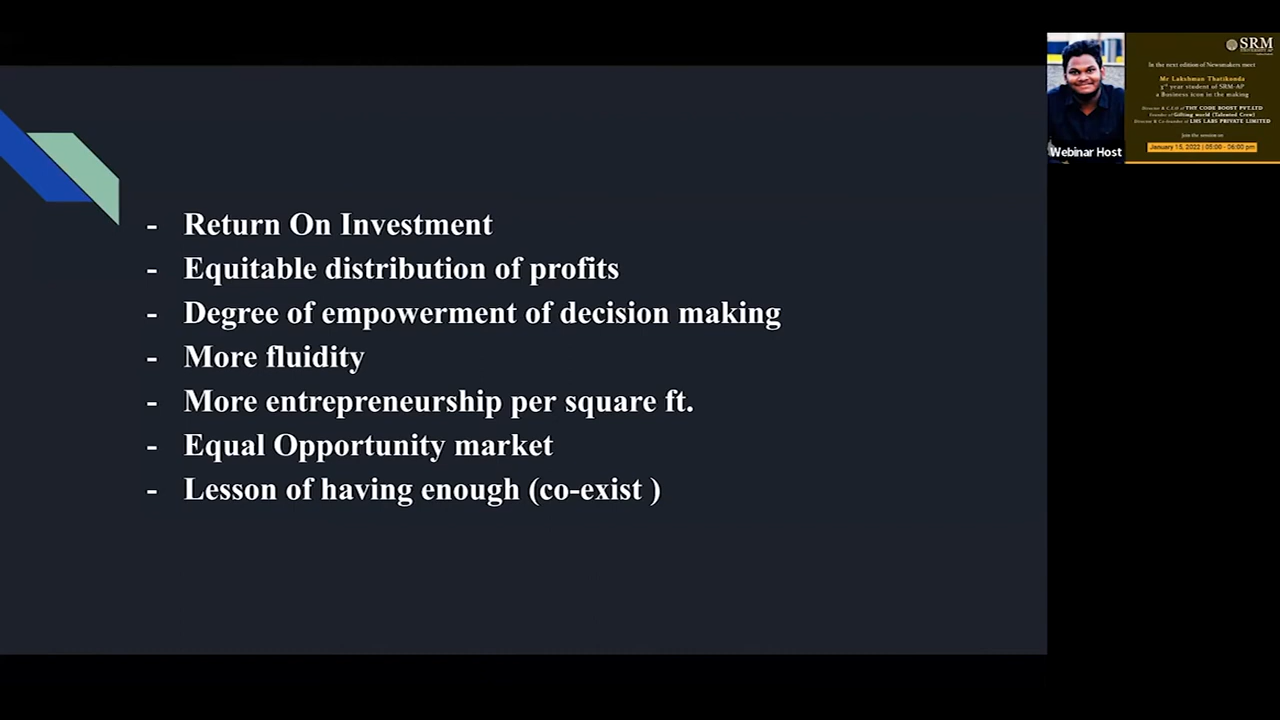 - Return On Investment
- Equitable distribution of profits
- Degree of empowerment of decision making
- More fluidity
- More entrepreneurship per square ft.
- Equal Opportunity market
- Lesson of having enough (co-exist )
SRM
In the next edition of Newsmakers meet
Mr Lakshman Thatikonda
3rd year student of SRM-AP
a Business icon in the making
Director & C.E.O of THE CODE BOOST PVT.LTD
Founder of Gifting world (Talented Crew)
Director & Co-founder of LHS LABS PRIVATE LIMITED
Join the session on
January 15, 2022 | 05:00 - 06:00 pm
Webinar Host